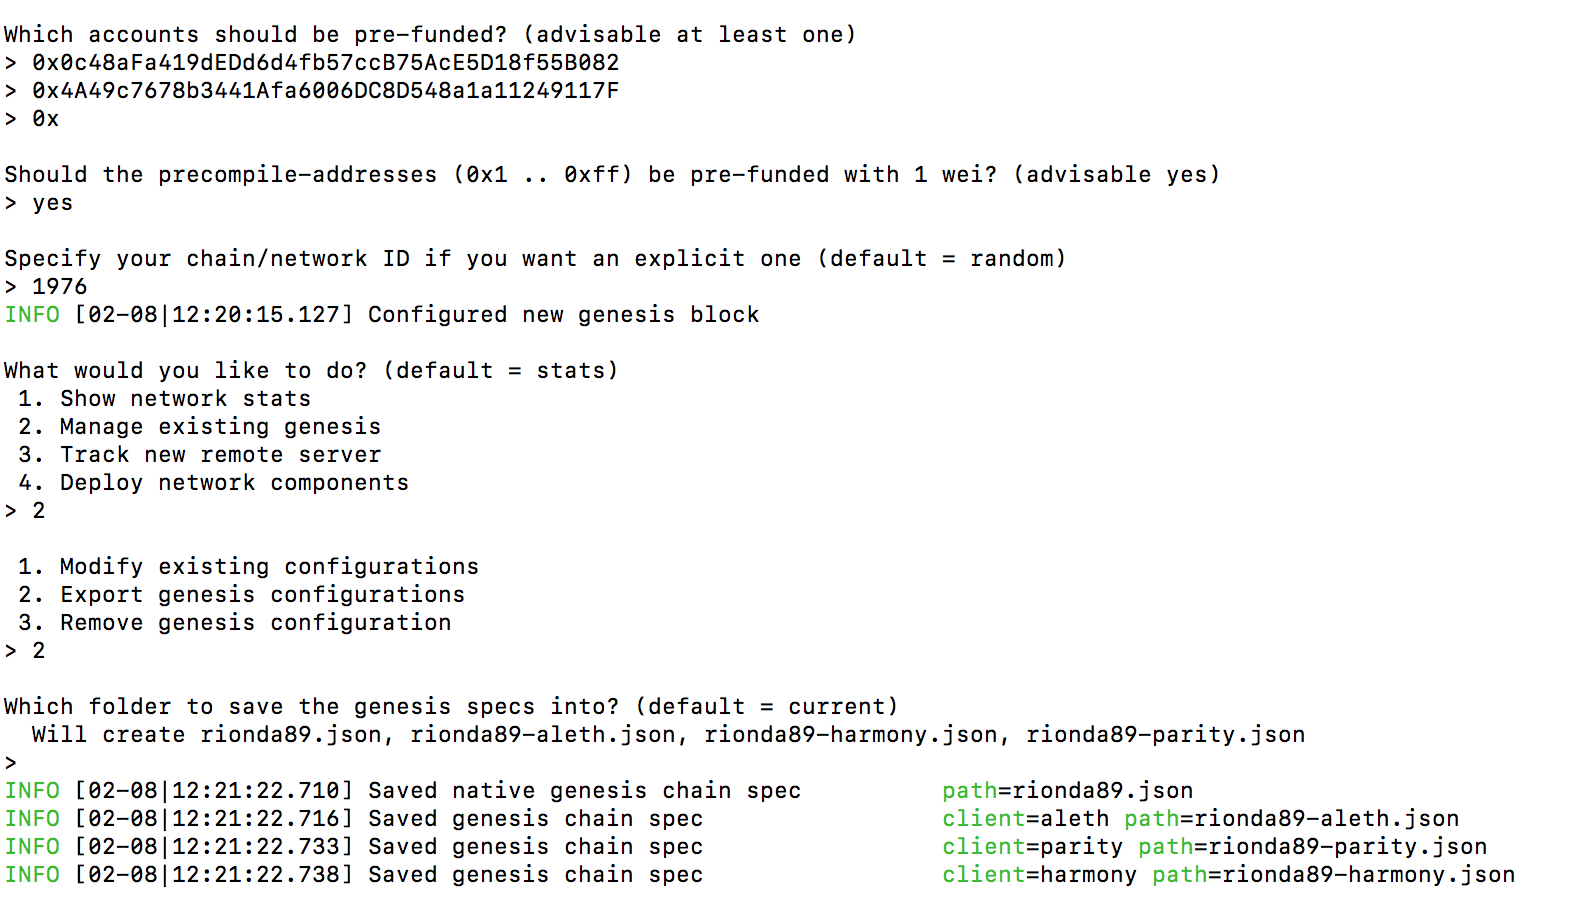 Which accounts should be pre-funded? (advisable at least one)
> 0x0c48aFa419dEDd6d4fb57ccB75AcE5D18f55B082
> 0x4A49c7678b3441Afa6006DC8D548a1a11249117F
> 0x
Should the precompile-addresses (0x1 .. 0xff) be pre-funded with 1 wei? (advisable yes)
> yes
Specify your chain/network ID if you want an explicit one (default = random)
> 1976
INFO [02-08|12:20:15.127] Configured new genesis block
What would you like to do? (default = stats)
1. Show network stats
2. Manage existing genesis
3. Track new remote server
4. Deploy network components
> 2
1. Modify existing configurations
2. Export genesis configurations
3. Remove genesis configuration
> 2
Which folder to save the genesis specs into? (default = current)
Will create rionda89.json, rionda89-aleth.json, rionda89-harmony.json, rionda89-parity.json
>
INFO [02-08|12:21:22.710] Saved native genesis chain spec path=rionda89.json
INFO [02-08|12:21:22.716] Saved genesis chain spec client=aleth path=rionda89-aleth.json
INFO [02-08|12:21:22.733] Saved genesis chain spec client=parity path=rionda89-parity.json
INFO [02-08|12:21:22.738] Saved genesis chain spec client=harmony path=rionda89-harmony.json